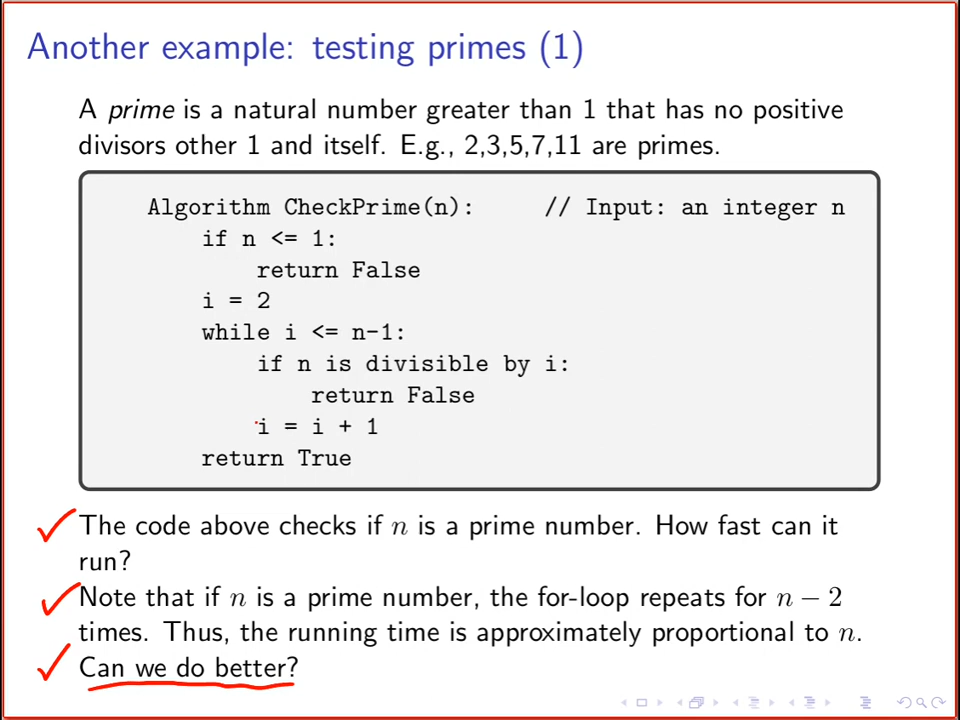 Another example: testing primes (1)
A prime is a natural number greater than 1 that has no positive
divisors other 1 and itself. E.g., 2,3,5,7,11 are primes.
Algorithm CheckPrime(n): // Input: an integer n
if n <= 1:
return False
i = 2
while i <= n-1:
if n is divisible by i:
return False
i = i + 1
return True
The code above checks if n is a prime number. How fast can it
run?
Note that if n is a prime number, the for-loop repeats for n − 2
times. Thus, the running time is approximately proportional to n.
Can we do better?